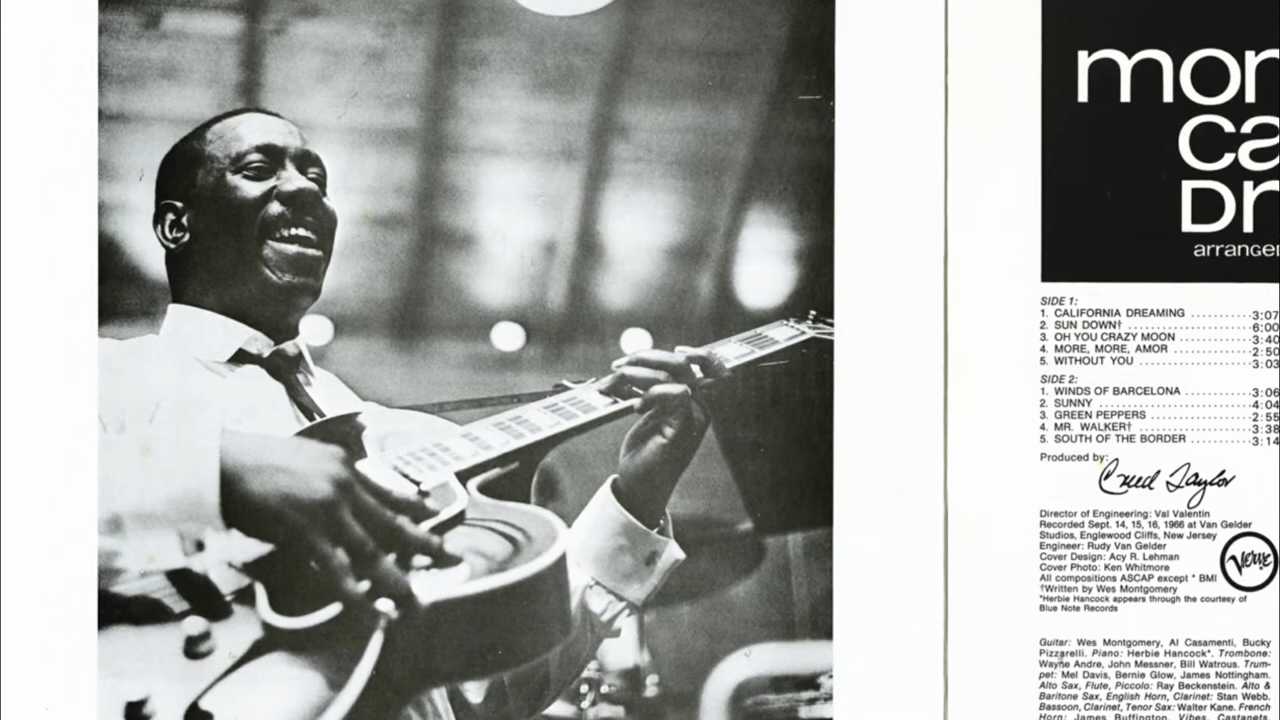 mon
ca
Dr
arranger
SIDE 1:
1. CALIFORNIA DREAMING ..........3:07
2. SUN DOWN† ....................6:00
3. OH YOU CRAZY MOON ............3:40
4. MORE, MORE, AMOR .............2:50
5. WITHOUT YOU ..................3:03
SIDE 2:
1. WINDS OF BARCELONA ...........3:06
2. SUNNY ........................4:04
3. GREEN PEPPERS ................2:55
4. MR. WALKER† ..................3:38
5. SOUTH OF THE BORDER ..........3:14
Produced by:
Creed Taylor
Director of Engineering: Val Valentin
Recorded Sept. 14, 15, 16, 1966 at Van Gelder
Studios, Englewood Cliffs, New Jersey
Engineer: Rudy Van Gelder
Cover Design: Acy R. Lehman
Cover Photo: Ken Whitmore
Verve
All compositions ASCAP except * BMI
†Written by Wes Montgomery
*Herbie Hancock appears through the courtesy of
Blue Note Records
Guitar: Wes Montgomery, Al Casamenti, Bucky
Pizzarelli. Piano: Herbie Hancock*. Trombone:
Wayne Andre, John Messner, Bill Watrous. Trum-
pet: Mel Davis, Bernie Glow, James Nottingham.
Alto Sax, Flute, Piccolo: Ray Beckenstein. Alto &
Baritone Sax, English Horn, Clarinet: Stan Webb.
Bassoon, Clarinet, Tenor Sax: Walter Kane. French
Horn: James Buffington. Vibes, Castanets,